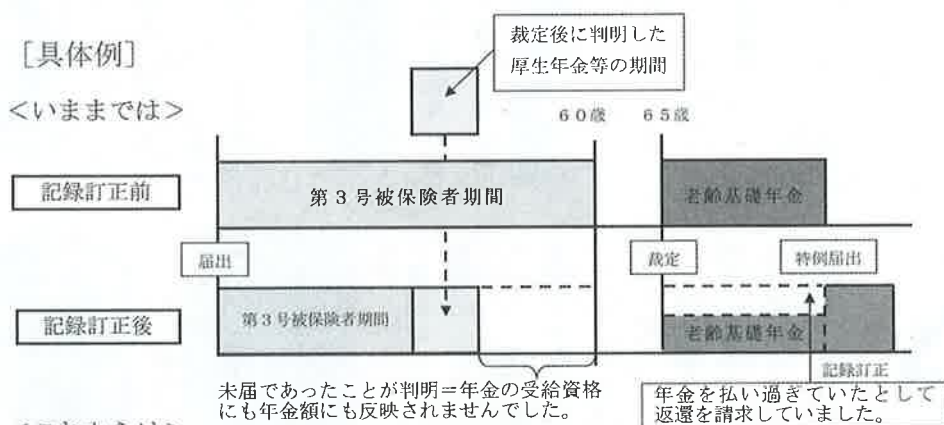 [具体例]
裁定後に判明した
厚生年金等の期間
＜いままでは＞
60歳
65歳
記録訂正前
第3号被保険者期間
老齢基礎年金
届出
裁定
特例届出
記録訂正後
第3号被保険者期間
老齢基礎年金
記録訂正
未届であったことが判明＝年金の受給資格
にも年金額にも反映されませんでした。
年金を払い過ぎていたとして
返還を請求していました。